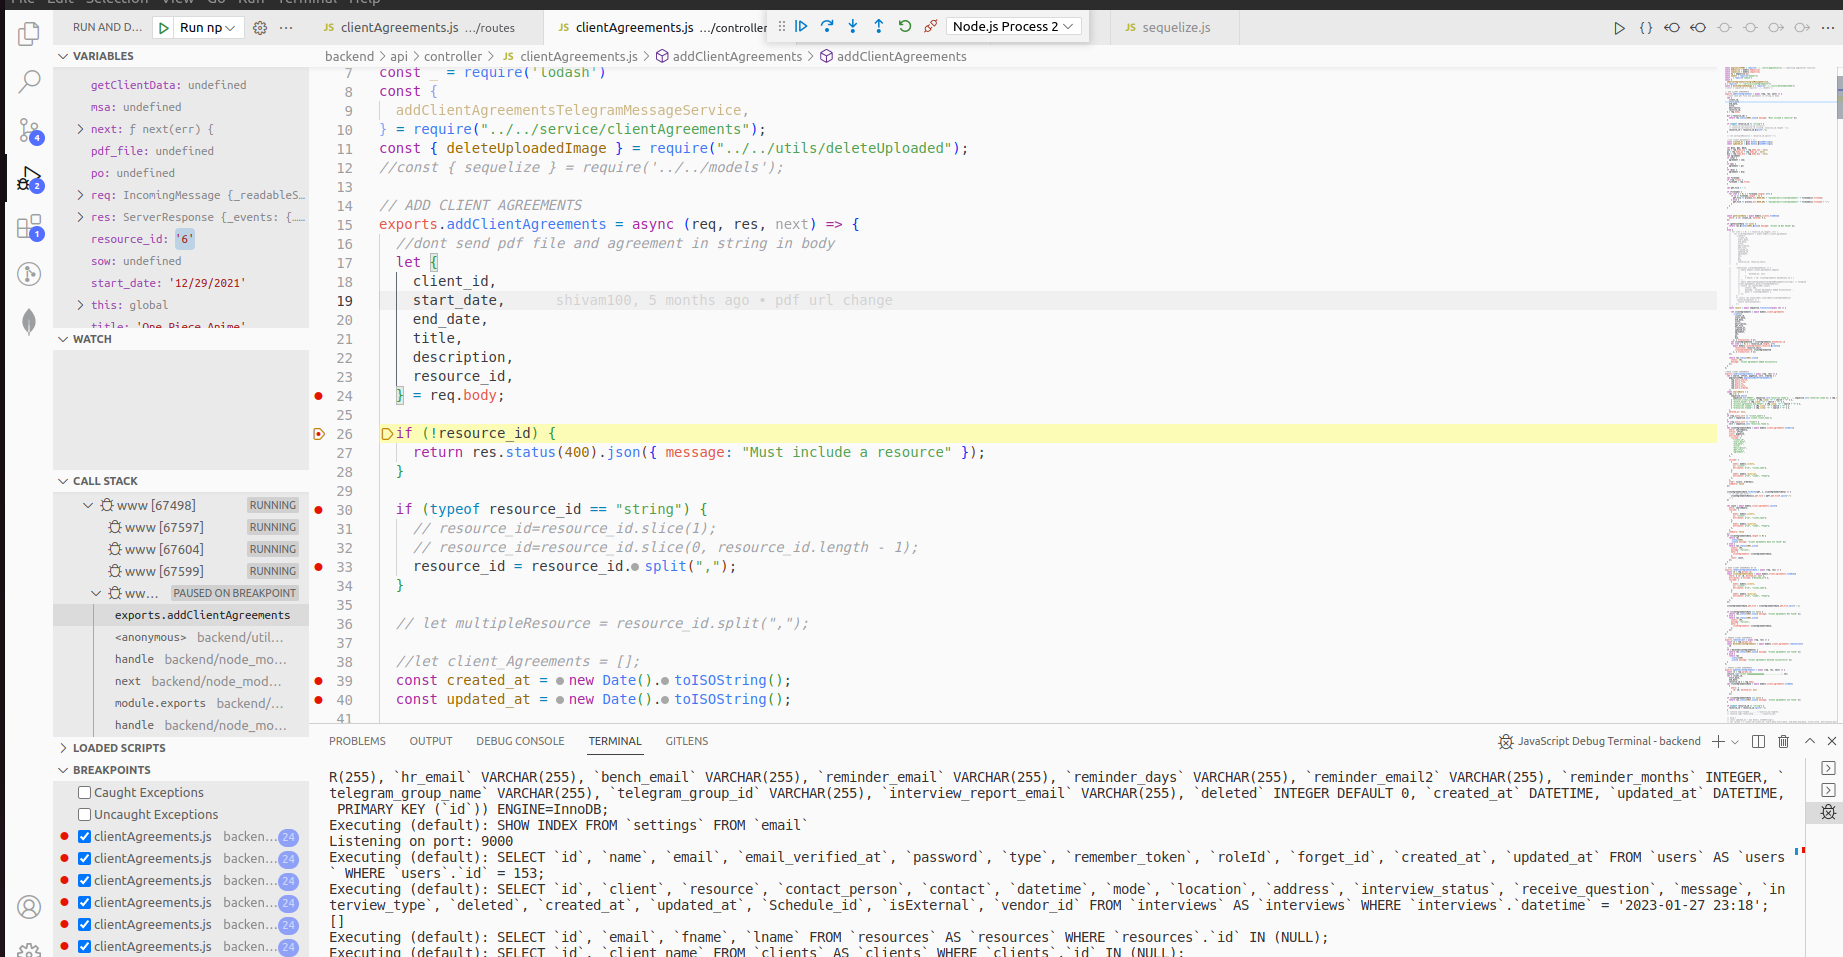 File Edit Selection View Go Run Terminal Help
RUN AND D... Run np
JS clientAgreements.js .../routes
JS clientAgreements.js .../controller
Node.js Process 2
JS sequelize.js
VARIABLES
getClientData: undefined
msa: undefined
next: ƒ next(err) {
pdf_file: undefined
po: undefined
req: IncomingMessage {_readableS...
res: ServerResponse {_events: {......
resource_id: '6'
sow: undefined
start_date: '12/29/2021'
this: global
title: 'One Piece Anime'
WATCH
CALL STACK
www [67498] RUNNING
www [67597] RUNNING
www [67604] RUNNING
www [67599] RUNNING
ww... PAUSED ON BREAKPOINT
exports.addClientAgreements
<anonymous> backend/util...
handle backend/node_mo...
next backend/node_mod...
module.exports backend/...
handle backend/node_mo...
LOADED SCRIPTS
BREAKPOINTS
Caught Exceptions
Uncaught Exceptions
clientAgreements.js backen... 24
clientAgreements.js backen... 24
clientAgreements.js backen... 24
clientAgreements.js backen... 24
clientAgreements.js backen... 24
clientAgreements.js backen... 24
4
2
1
backend > api > controller > JS clientAgreements.js > addClientAgreements > addClientAgreements
7 const _ = require('lodash')
8 const {
9 addClientAgreementsTelegramMessageService,
10 } = require("../../service/clientAgreements");
11 const { deleteUploadedImage } = require("../../utils/deleteUploaded");
12 //const { sequelize } = require('../../models');
13
14 // ADD CLIENT AGREEMENTS
15 exports.addClientAgreements = async (req, res, next) => {
16 //dont send pdf file and agreement in string in body
17 let {
18 client_id,
19 start_date, shivam100, 5 months ago • pdf url change
20 end_date,
21 title,
22 description,
23 resource_id,
24 } = req.body;
25
26 if (!resource_id) {
27 return res.status(400).json({ message: "Must include a resource" });
28 }
29
30 if (typeof resource_id == "string") {
31 // resource_id=resource_id.slice(1);
32 // resource_id=resource_id.slice(0, resource_id.length - 1);
33 resource_id = resource_id.split(",");
34 }
35
36 // let multipleResource = resource_id.split(",");
37
38 //let client_Agreements = [];
39 const created_at = new Date().toISOString();
40 const updated_at = new Date().toISOString();
41
PROBLEMS OUTPUT DEBUG CONSOLE TERMINAL GITLENS
JavaScript Debug Terminal - backend
R(255), `hr_email` VARCHAR(255), `bench_email` VARCHAR(255), `reminder_email` VARCHAR(255), `reminder_days` VARCHAR(255), `reminder_email2` VARCHAR(255), `reminder_months` INTEGER, `
telegram_group_name` VARCHAR(255), `telegram_group_id` VARCHAR(255), `interview_report_email` VARCHAR(255), `deleted` INTEGER DEFAULT 0, `created_at` DATETIME, `updated_at` DATETIME,
PRIMARY KEY (`id`)) ENGINE=InnoDB;
Executing (default): SHOW INDEX FROM `settings` FROM `email`
Listening on port: 9000
Executing (default): SELECT `id`, `name`, `email`, `email_verified_at`, `password`, `type`, `remember_token`, `roleId`, `forget_id`, `created_at`, `updated_at` FROM `users` AS `users
` WHERE `users`.`id` = 153;
Executing (default): SELECT `id`, `client`, `resource`, `contact_person`, `contact`, `datetime`, `mode`, `location`, `address`, `interview_status`, `receive_question`, `message`, `in
terview_type`, `deleted`, `created_at`, `updated_at`, `Schedule_id`, `isExternal`, `vendor_id` FROM `interviews` AS `interviews` WHERE `interviews`.`datetime` = '2023-01-27 23:18';
[]
Executing (default): SELECT `id`, `email`, `fname`, `lname` FROM `resources` AS `resources` WHERE `resources`.`id` IN (NULL);
Executing (default): SELECT `id`, `client_name` FROM `clients` AS `clients` WHERE `clients`.`id` IN (NULL);